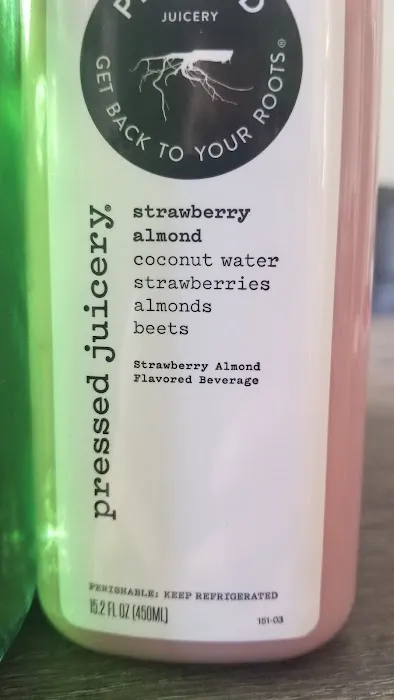 JUICERY
GET BACK TO YOUR ROOTS®
pressed juicery®
strawberry
almond
coconut water
strawberries
almonds
beets
Strawberry Almond
Flavored Beverage
PERISHABLE: KEEP REFRIGERATED
15.2 FL OZ (450ML)
151-03